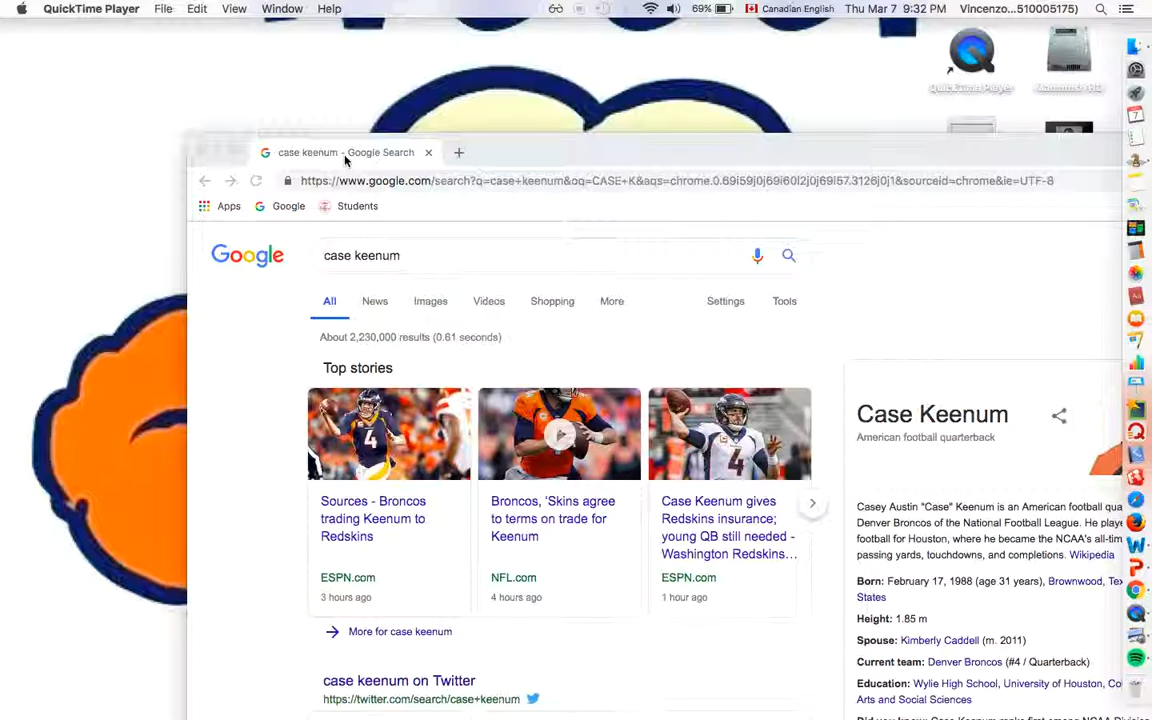 QuickTime Player File Edit View Window Help 69% Canadian English Thu Mar 7 9:32 PM Vincenzo...510005175)
QuickTime Player
case keenum - Google Search
https://www.google.com/search?q=case+keenum&oq=CASE+K&aqs=chrome.0.69i59j0j69i60l2j0j69i57.3126j0j1&sourceid=chrome&ie=UTF-8
Apps Google Students
Google case keenum
All News Images Videos Shopping More Settings Tools
About 2,230,000 results (0.61 seconds)
Top stories
4
4
Sources - Broncos
trading Keenum to
Redskins
ESPN.com
3 hours ago
Broncos, 'Skins agree
to terms on trade for
Keenum
NFL.com
4 hours ago
Case Keenum gives
Redskins insurance;
young QB still needed -
Washington Redskins...
ESPN.com
1 hour ago
More for case keenum
case keenum on Twitter
https://twitter.com/search/case+keenum
Case Keenum
American football quarterback
Casey Austin "Case" Keenum is an American football qua
Denver Broncos of the National Football League. He playe
football for Houston, where he became the NCAA's all-tim
passing yards, touchdowns, and completions. Wikipedia
Born: February 17, 1988 (age 31 years), Brownwood, Tex
States
Height: 1.85 m
Spouse: Kimberly Caddell (m. 2011)
Current team: Denver Broncos (#4 / Quarterback)
Education: Wylie High School, University of Houston, Co
Arts and Social Sciences